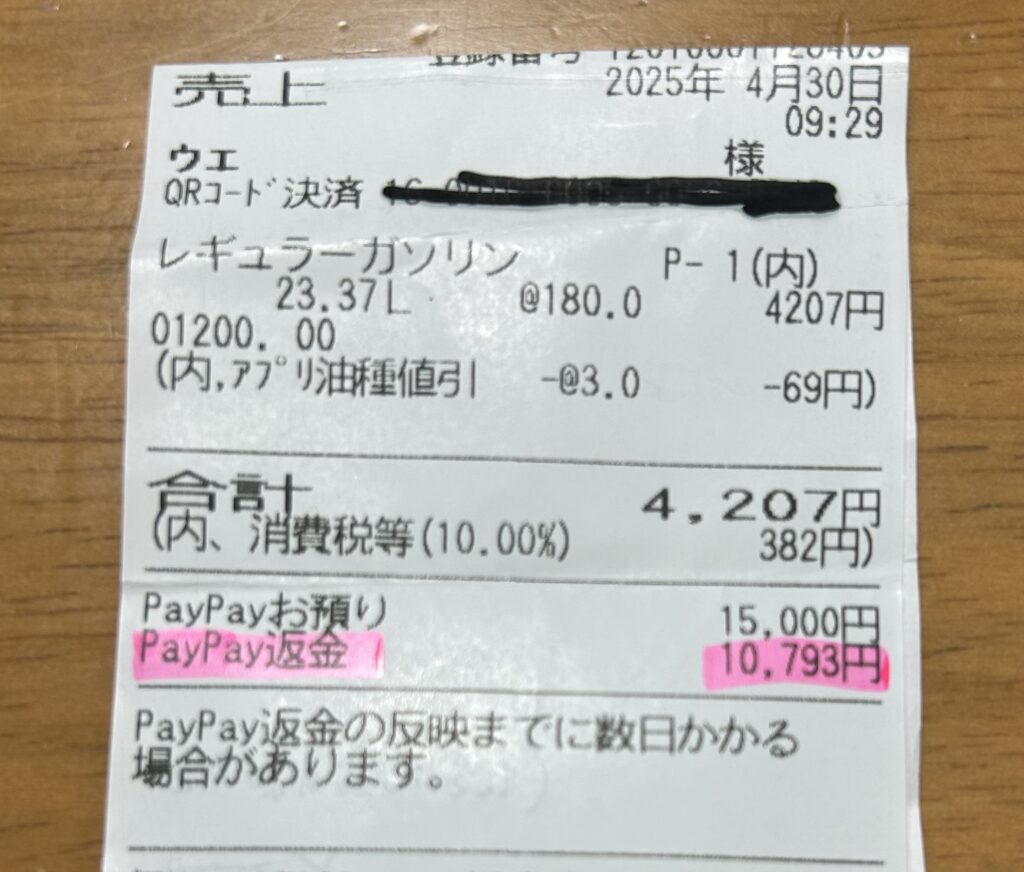 売上
2025年 4月30日
09:29
ウエ 様
QRコード決済
レギュラーガソリン P- 1(内)
23.37L @180.0 4207円
01200. 00
(内,アプリ油種値引 -@3.0 -69円)
合計 4,207円
(内、消費税等(10.00%) 382円)
PayPayお預り 15,000円
PayPay返金 10,793円
PayPay返金の反映までに数日かかる
場合があります。